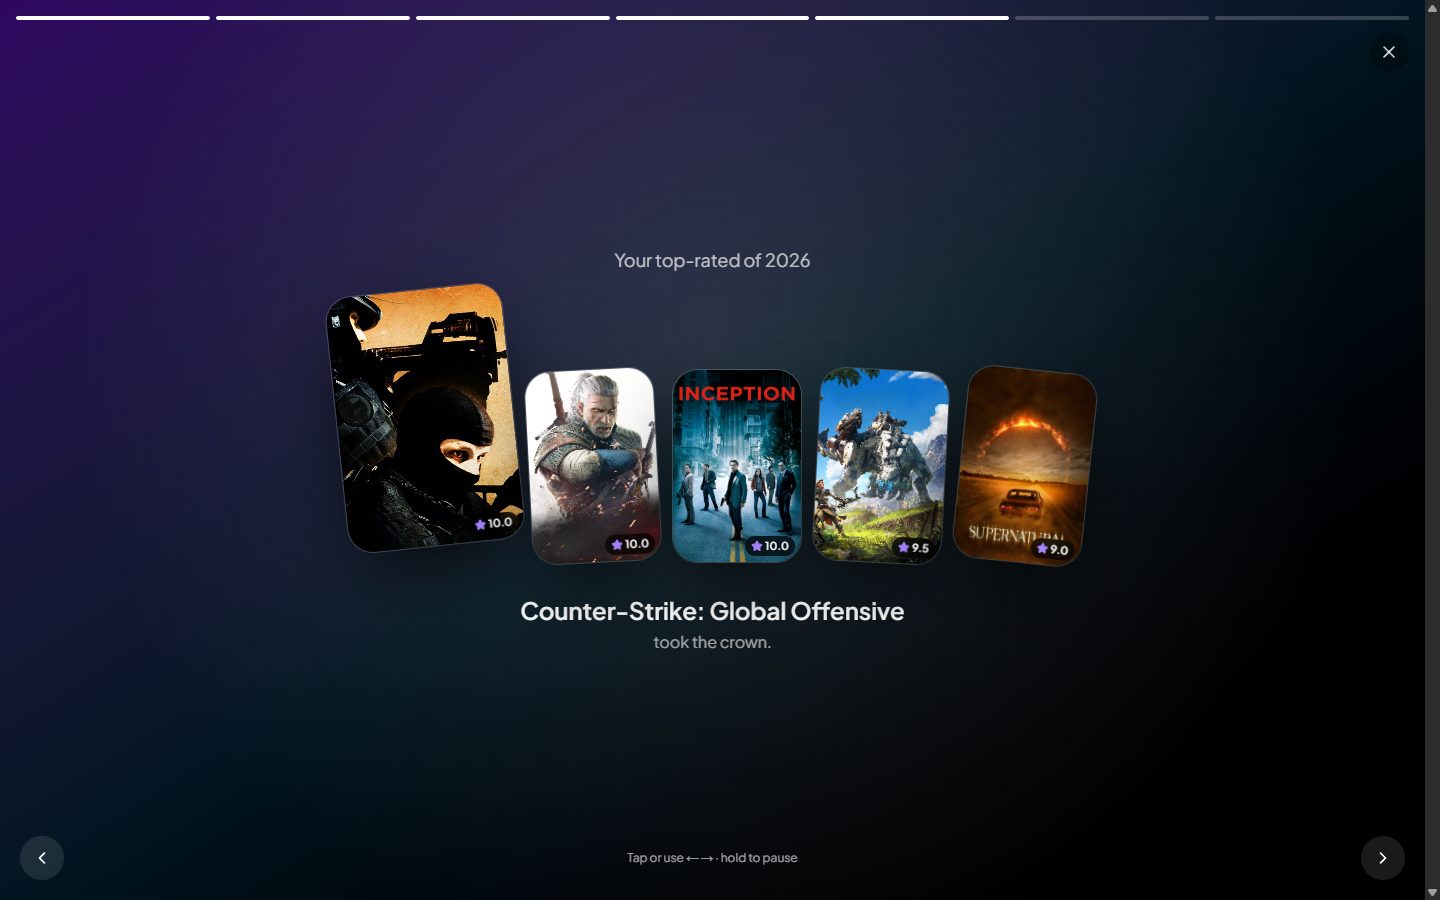 Your top-rated of 2026
10.0
INCEPTION
10.0
10.0
9.5
SUPERNATURAL
9.0
Counter-Strike: Global Offensive
took the crown.
Tap or use ←→ · hold to pause